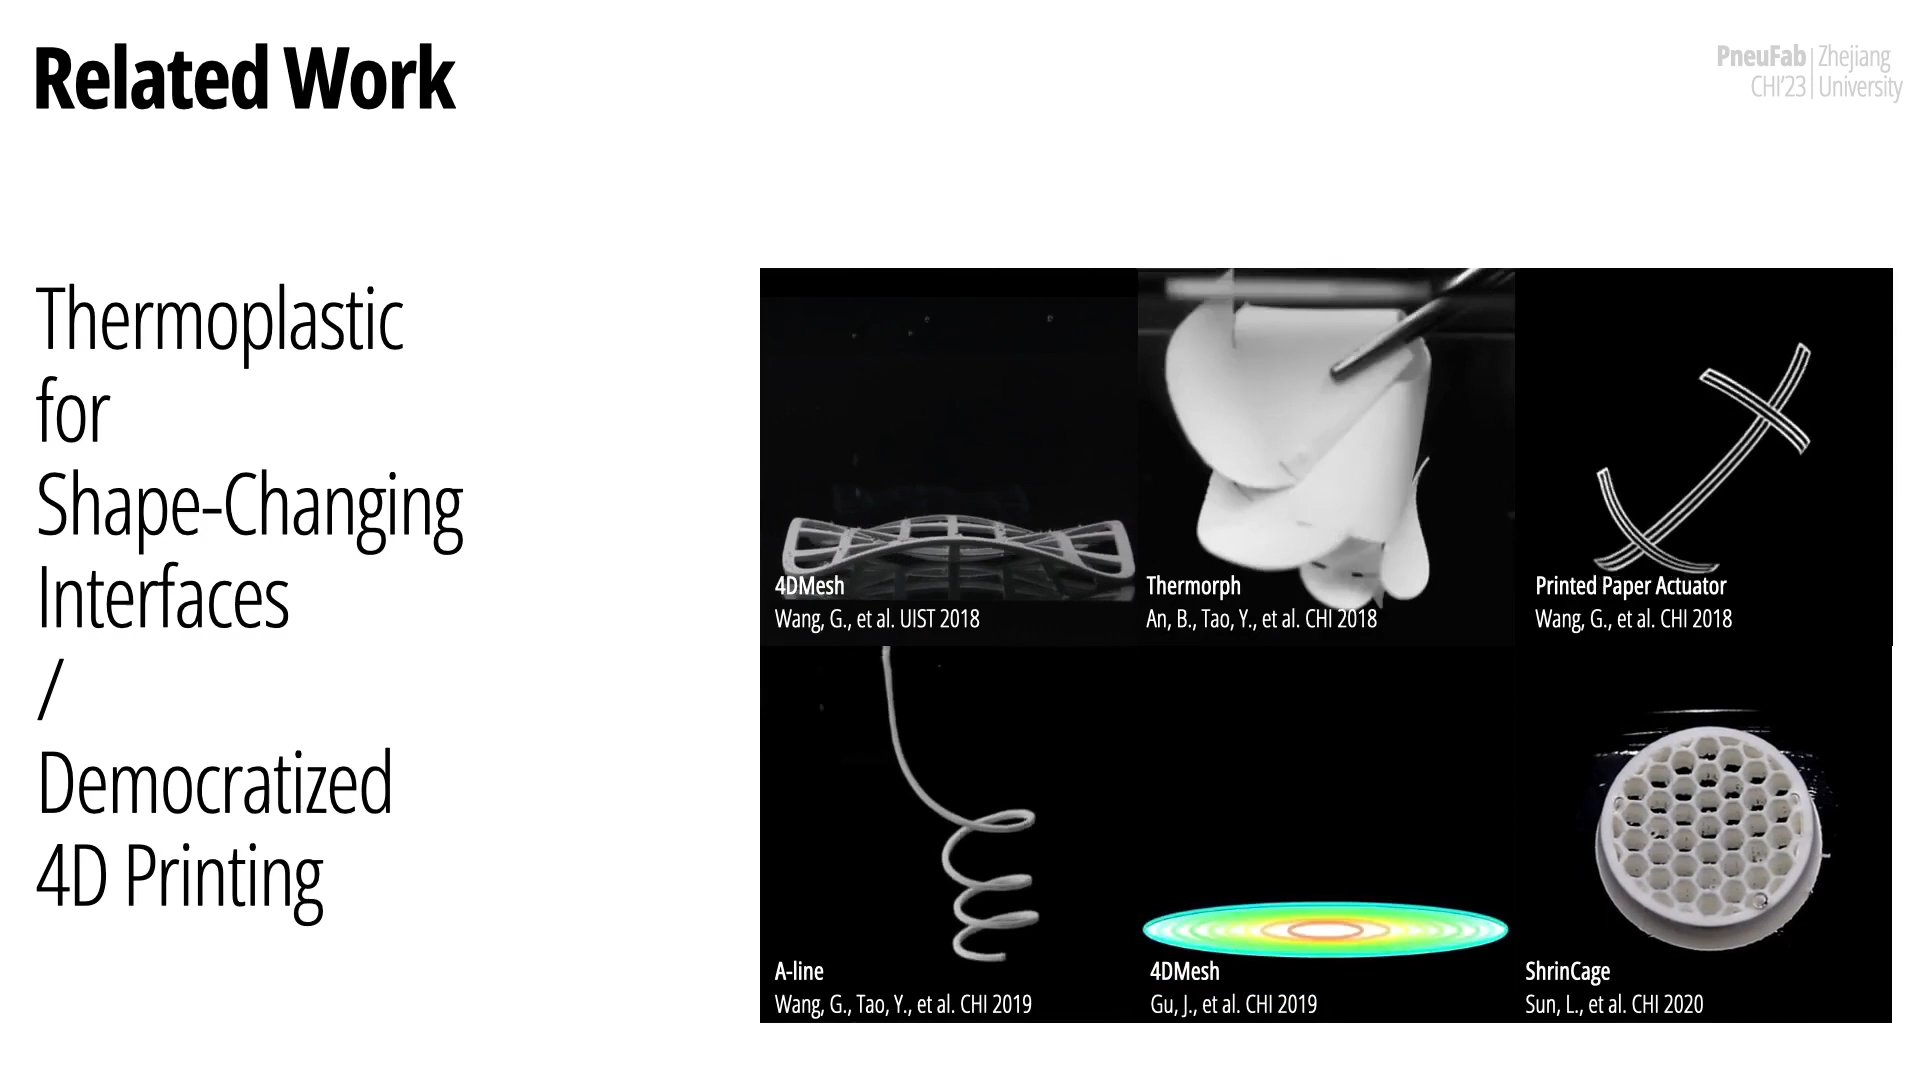 Related Work
PneuFab
CHI'23
Zhejiang
University
Thermoplastic
for
Shape-Changing
Interfaces
/
Democratized
4D Printing
4DMesh
Wang, G., et al. UIST 2018
Thermorph
An, B., Tao, Y., et al. CHI 2018
Printed Paper Actuator
Wang, G., et al. CHI 2018
A-line
Wang, G., Tao, Y., et al. CHI 2019
4DMesh
Gu, J., et al. CHI 2019
ShrinCage
Sun, L., et al. CHI 2020